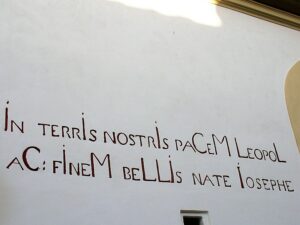 In terrIs nostrIs paCeM LeopoL
aC: fIneM beLLIs nate Iosephe